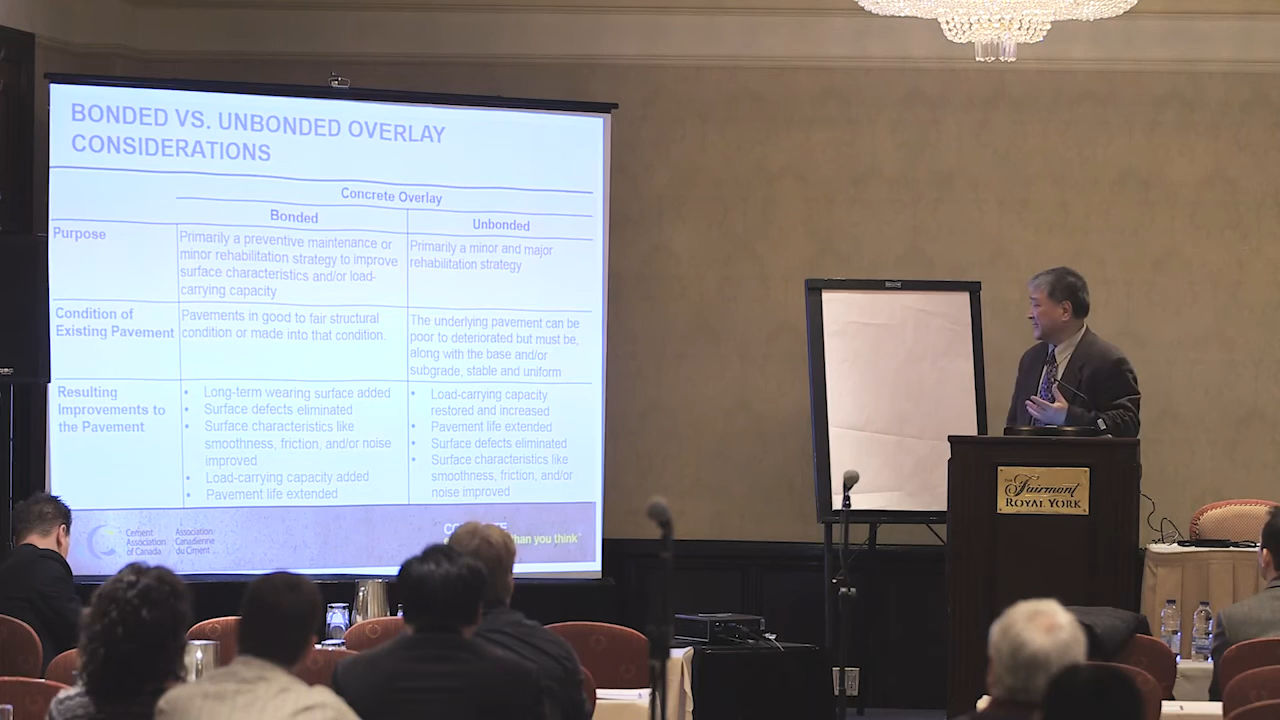 BONDED VS. UNBONDED OVERLAY
CONSIDERATIONS
Concrete Overlay
Bonded
Unbonded
Purpose
Primarily a preventive maintenance or
minor rehabilitation strategy to improve
surface characteristics and/or load-
carrying capacity
Primarily a minor and major
rehabilitation strategy
Condition of
Existing Pavement
Pavements in good to fair structural
condition or made into that condition.
The underlying pavement can be
poor to deteriorated but must be,
along with the base and/or
subgrade, stable and uniform
Resulting
Improvements to
the Pavement
• Long-term wearing surface added
• Surface defects eliminated
• Surface characteristics like
smoothness, friction, and/or noise
improved
• Load-carrying capacity added
• Pavement life extended
• Load-carrying capacity
restored and increased
• Pavement life extended
• Surface defects eliminated
• Surface characteristics like
smoothness, friction, and/or
noise improved
Cement
Association
of Canada
Association
Canadienne
du Ciment
than you think
THE
Fairmont
ROYAL YORK